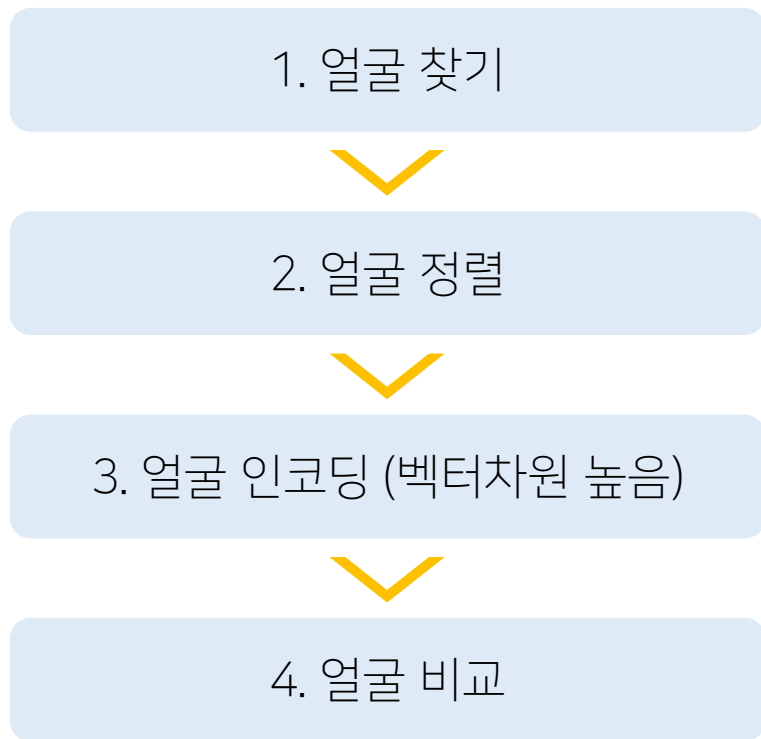 1. 얼굴 찾기
2. 얼굴 정렬
3. 얼굴 인코딩 (벡터차원 높음)
4. 얼굴 비교